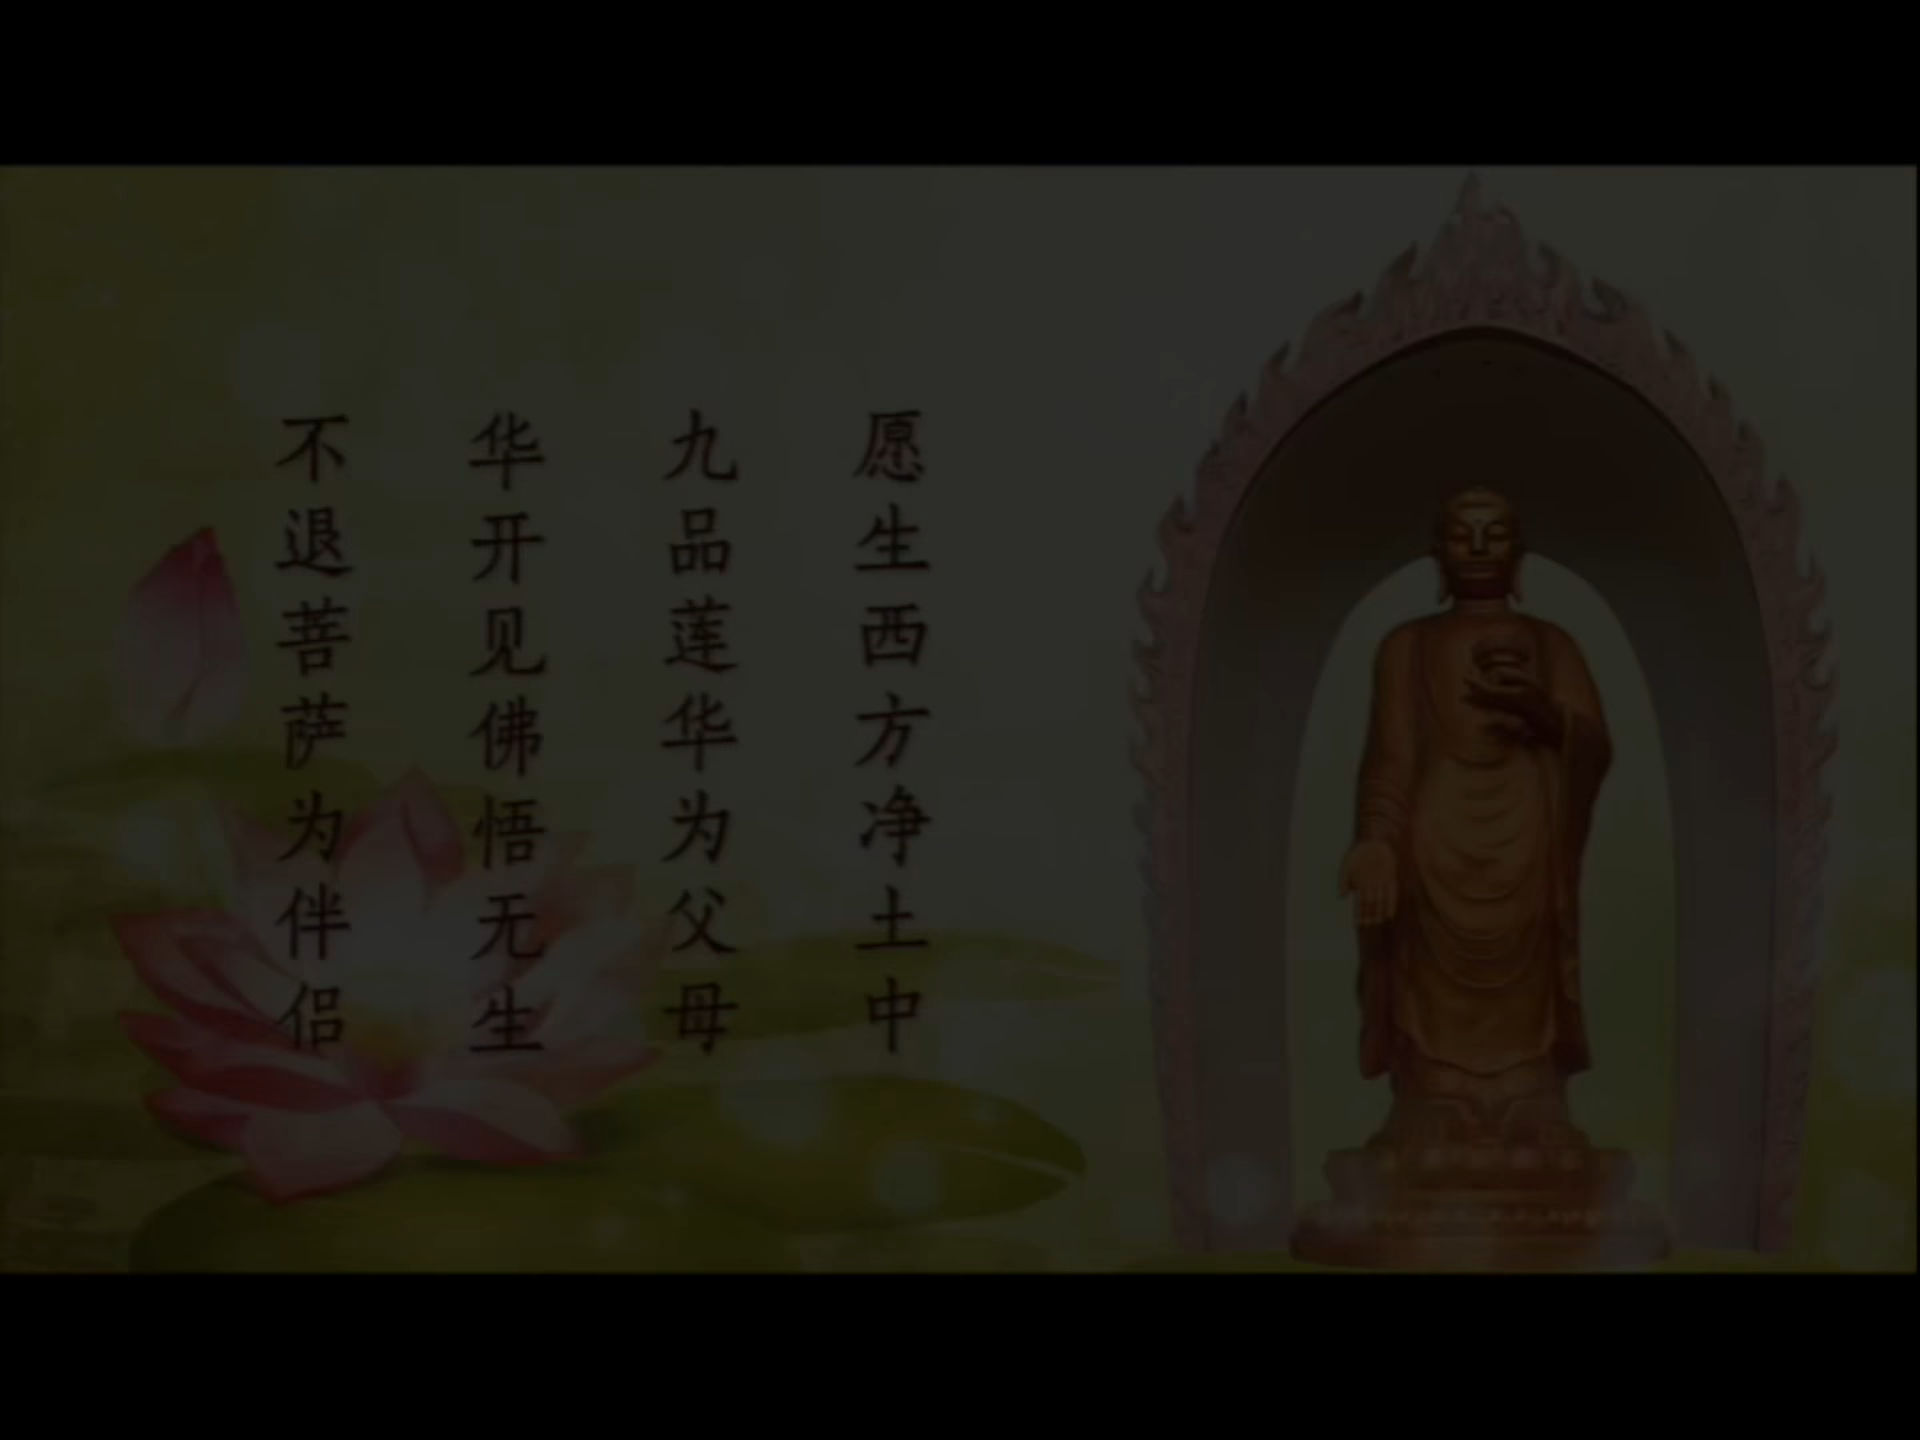 愿生西方净土中
九品莲华为父母
华开见佛悟无生
不退菩萨为伴侣